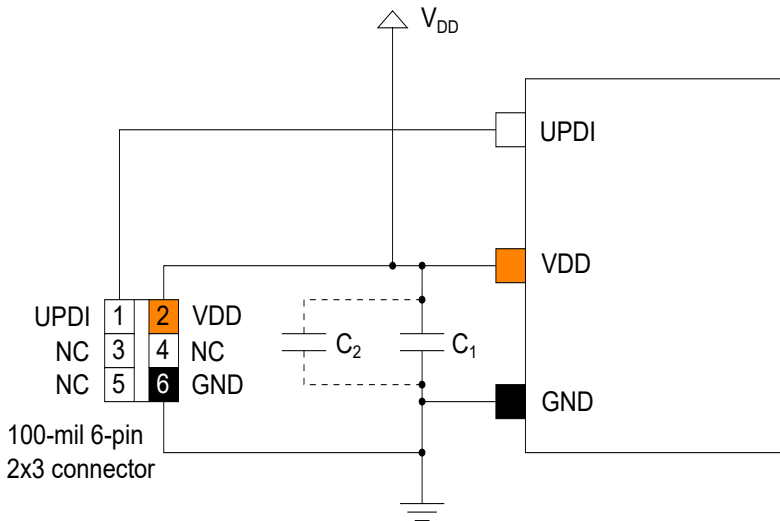 V_DD
UPDI
VDD
UPDI 1 2 VDD
NC 3 4 NC
C₂ C₁
NC 5 6 GND
GND
100-mil 6-pin
2x3 connector